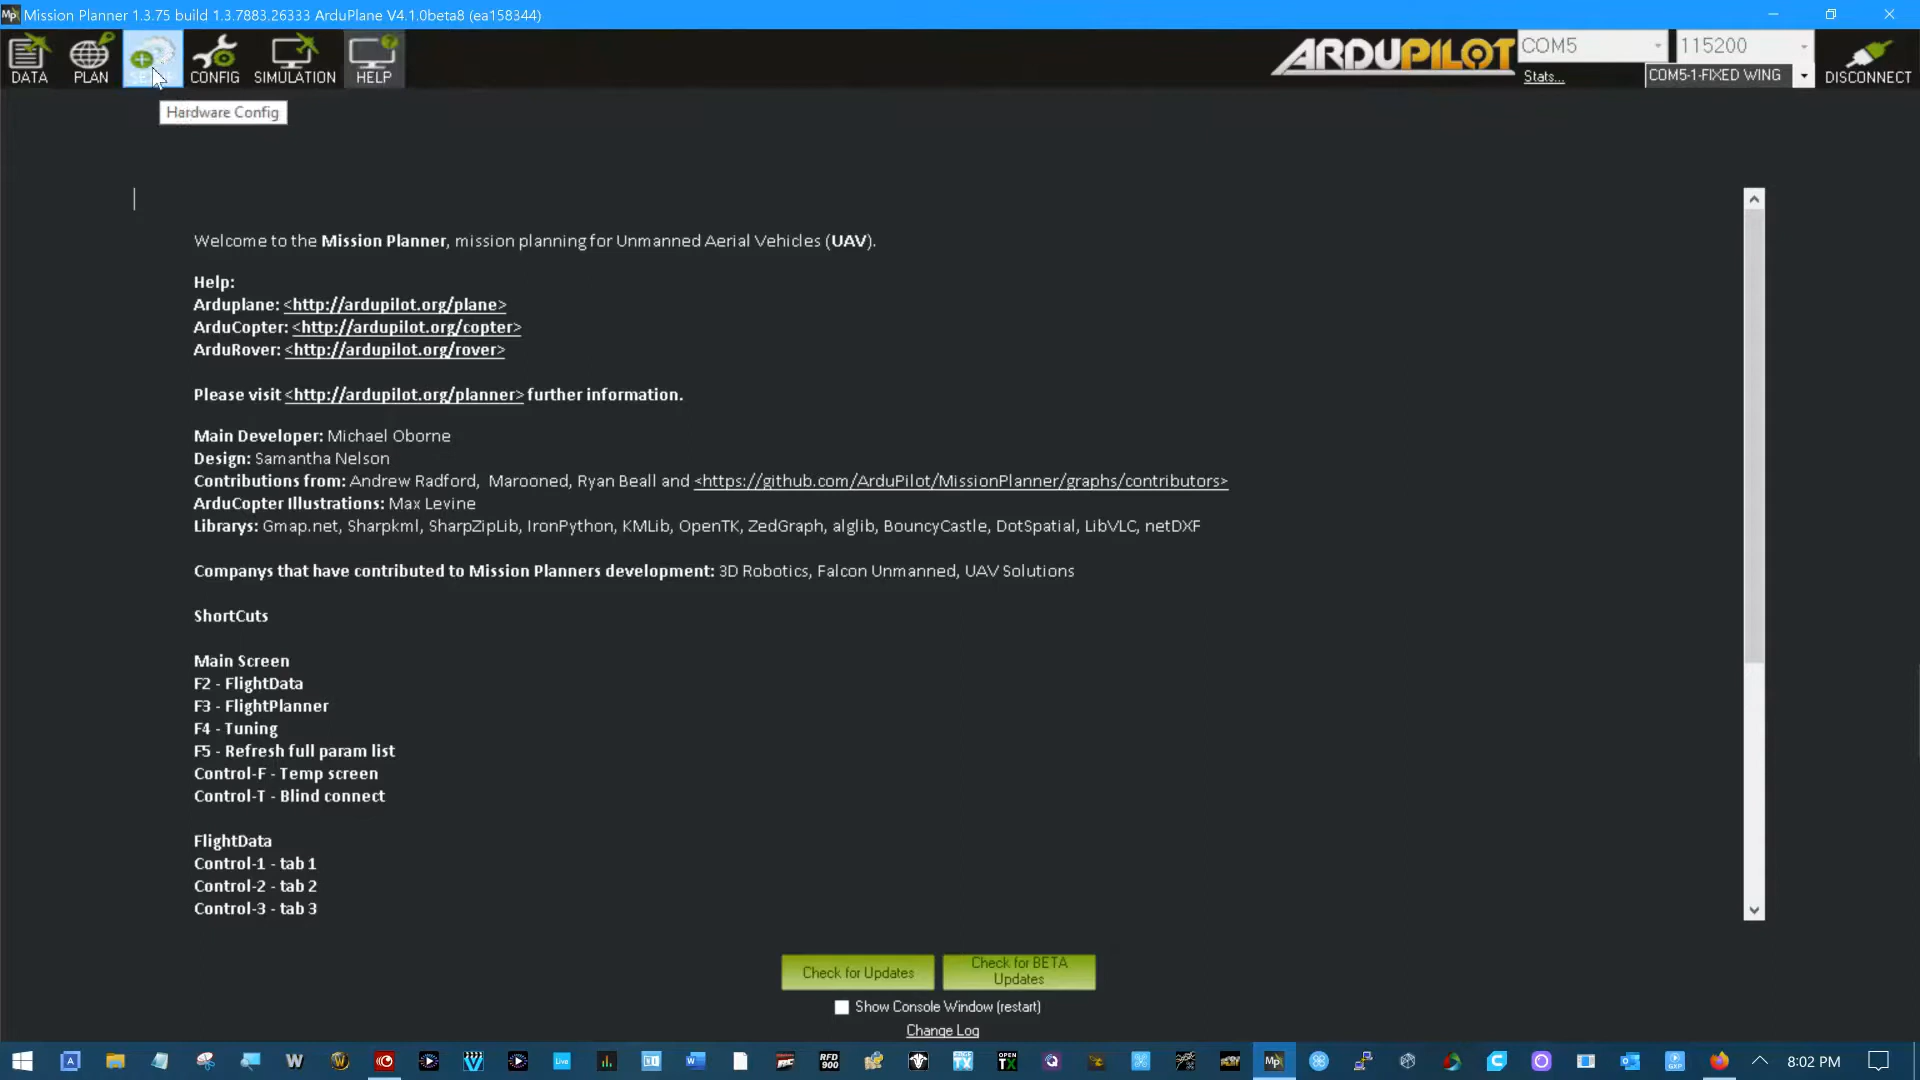 Mp Mission Planner 1.3.75 build 1.3.7883.26333 ArduPlane V4.1.0beta8 (ea158344)
DATA PLAN CONFIG SIMULATION HELP
ARDUPILOT
COM5 115200
Stats... COM5-1-FIXED WING DISCONNECT
Hardware Config
Welcome to the Mission Planner, mission planning for Unmanned Aerial Vehicles (UAV).
Help:
Arduplane: <http://ardupilot.org/plane>
ArduCopter: <http://ardupilot.org/copter>
ArduRover: <http://ardupilot.org/rover>
Please visit <http://ardupilot.org/planner> further information.
Main Developer: Michael Oborne
Design: Samantha Nelson
Contributions from: Andrew Radford, Marooned, Ryan Beall and <https://github.com/ArduPilot/MissionPlanner/graphs/contributors>
ArduCopter Illustrations: Max Levine
Librarys: Gmap.net, Sharpkml, SharpZipLib, IronPython, KMLib, OpenTK, ZedGraph, alglib, BouncyCastle, DotSpatial, LibVLC, netDXF
Companys that have contributed to Mission Planners development: 3D Robotics, Falcon Unmanned, UAV Solutions
ShortCuts
Main Screen
F2 - FlightData
F3 - FlightPlanner
F4 - Tuning
F5 - Refresh full param list
Control-F - Temp screen
Control-T - Blind connect
FlightData
Control-1 - tab 1
Control-2 - tab 2
Control-3 - tab 3
Check for Updates
Check for BETA
Updates
Show Console Window (restart)
Change Log
8:02 PM